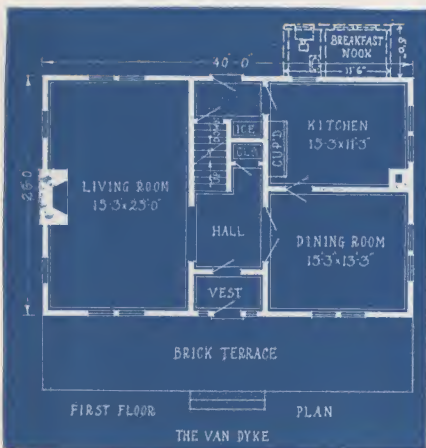 40'-0"
BREAKFAST
NOOK
11'6"
26'0"
ICE
KITCHEN
15'-3"x11'-3"
CUP'D
DOWN
UP
CLO.
LIVING ROOM
15'-3"x25'-0"
HALL
DINING ROOM
15'-3"x13'-3"
VEST.
BRICK TERRACE
FIRST FLOOR PLAN
THE VAN DYKE